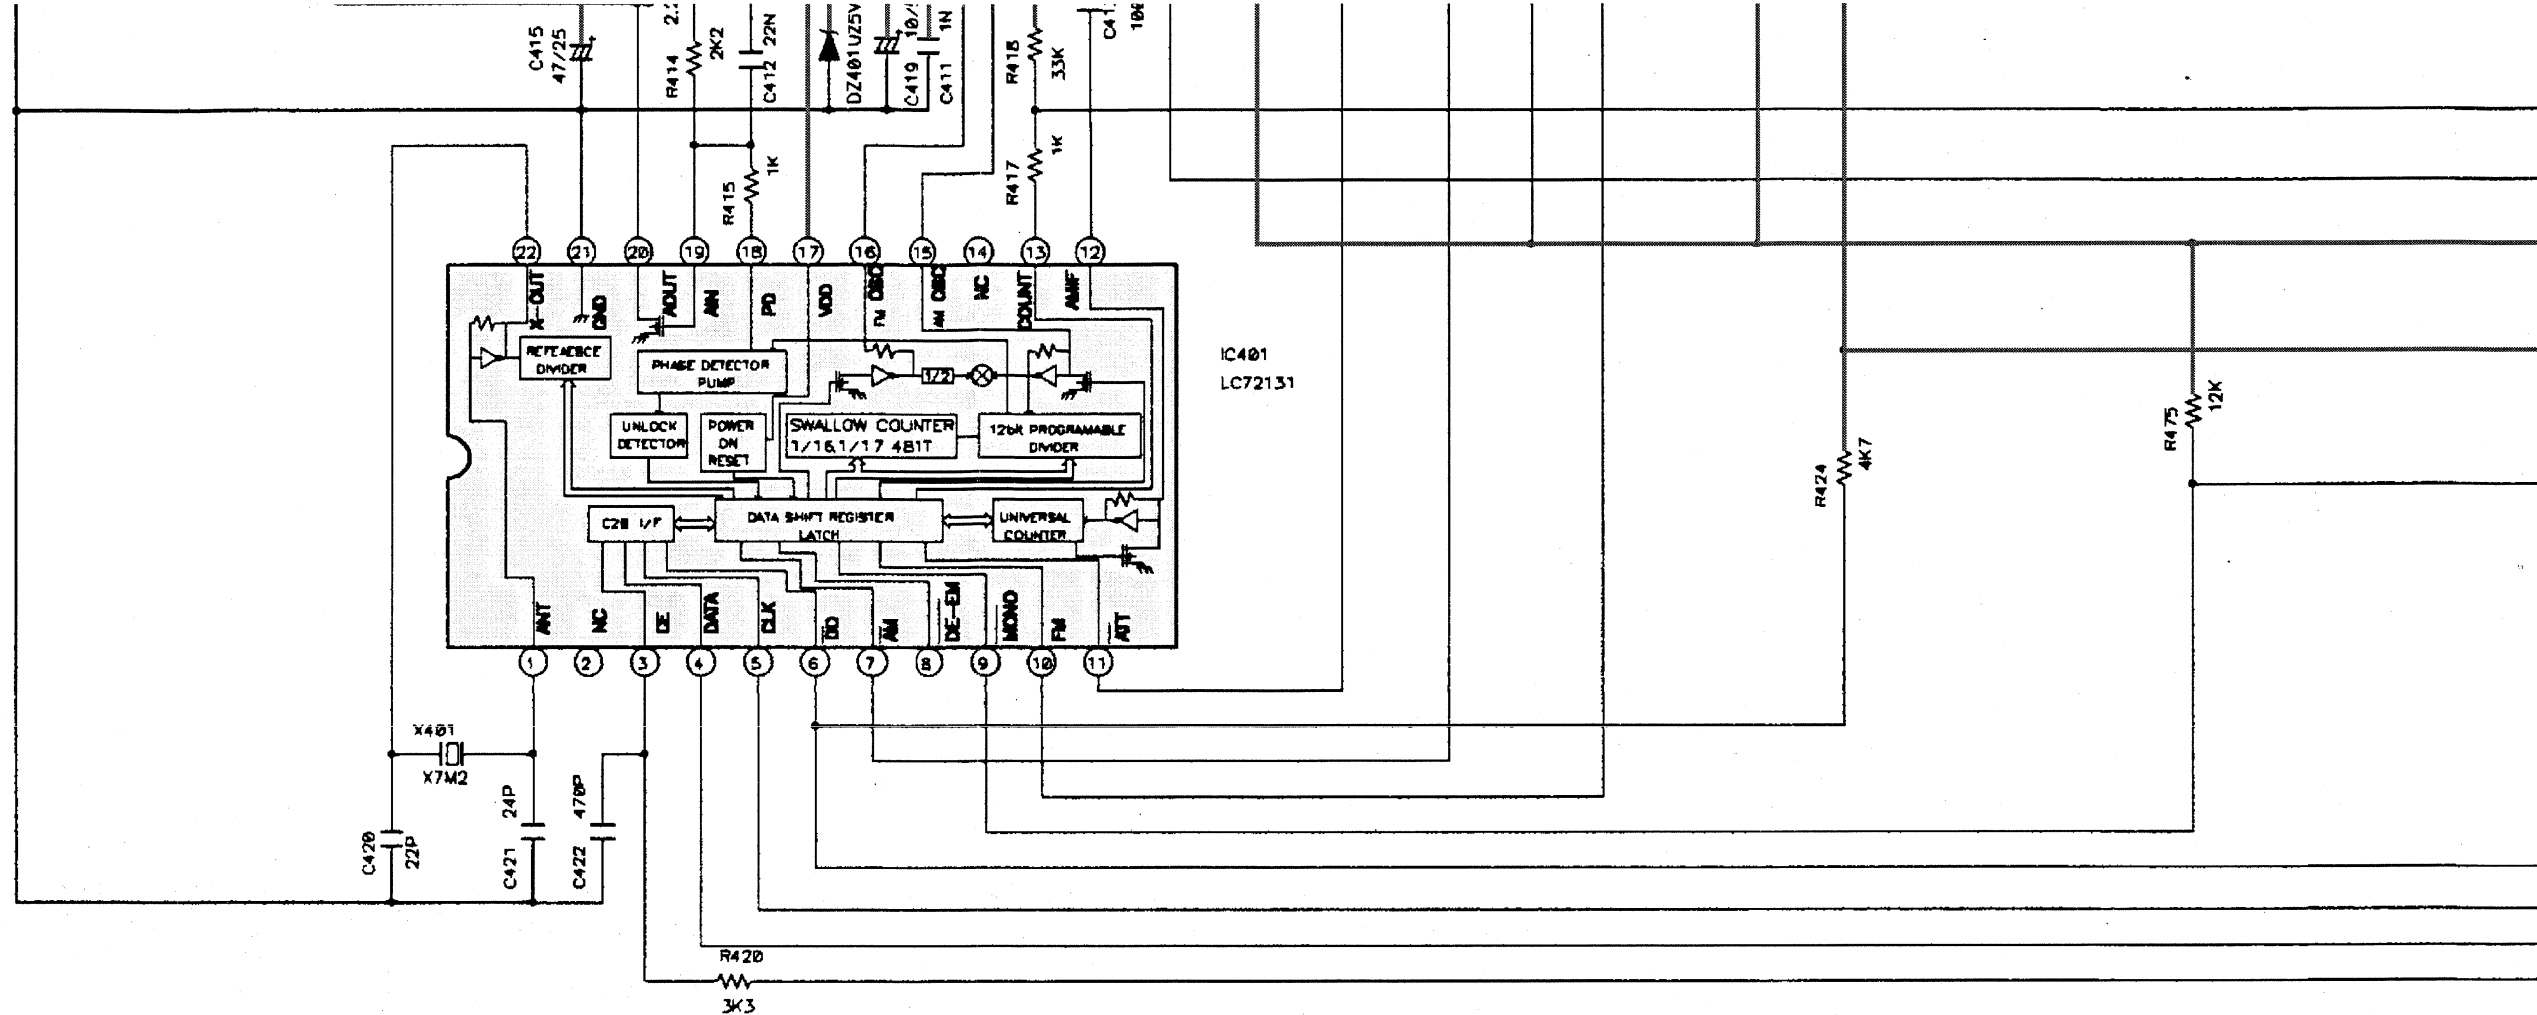 C415
47/25
R414
2K2
C412 22N
DZ401 UZ5V
C419
C411 1N
R418
33K
R415
1K
R417
1K
22
21
20
19
18
17
16
15
14
13
12
X-OUT
GND
AOUT
AIN
PD
VDD
FM OSC
AM OSC
NC
COUNT
AMIF
REFEAESCE
DIVIDER
PHASE DETECTOR
PUMP
1/2
UNLOCK
DETECTOR
POWER
ON
RESET
SWALLOW COUNTER
1/16,1/17 4BIT
12bit PROGRAMABLE
DIVIDER
C2B I/F
DATA SHIFT REGISTER
LATCH
UNIVERSAL
COUNTER
ANT
NC
CE
DATA
CLK
DO
AM
DE-EM
MONO
FM
ATT
1
2
3
4
5
6
7
8
9
10
11
IC401
LC72131
R424
4K7
R475
12K
X401
X7M2
C420
22P
C421
24P
C422
470P
R420
3K3